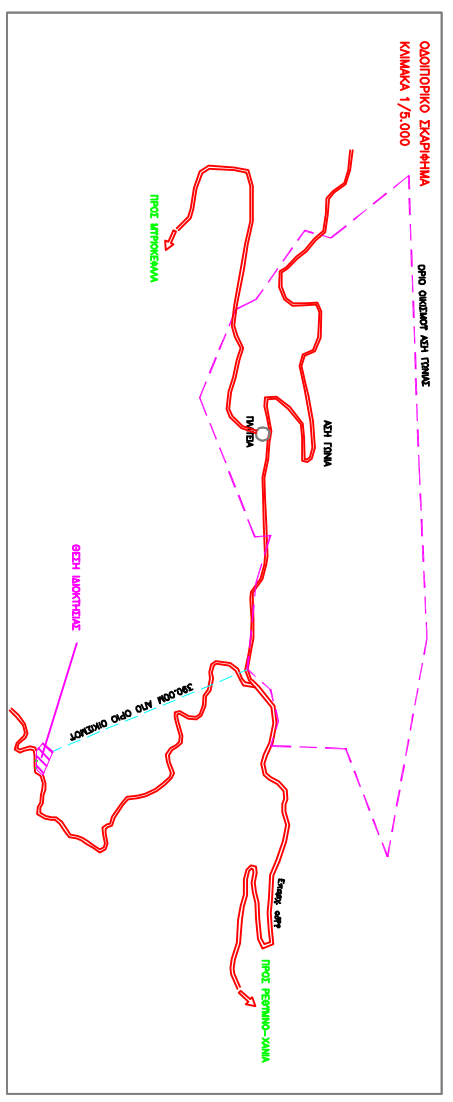 ΟΔΟΙΠΟΡΙΚΟ ΣΚΑΡΙΦΗΜΑ
ΚΛΙΜΑΚΑ 1/5.000
ΟΡΙΟ ΟΙΚΙΣΜΟΥ ΑΣΗ ΓΩΝΙΑΣ
ΑΣΗ ΓΩΝΙΑ
ΠΛΑΤΕΙΑ
ΠΡΟΣ ΜΥΡΙΟΚΕΦΑΛΑ
ΠΡΟΣ ΡΕΘΥΜΝΟ-ΧΑΝΙΑ
390.00Μ ΑΠΟ ΟΡΙΟ ΟΙΚΙΣΜΟΥ
ΘΕΣΗ ΙΔΙΟΚΤΗΣΙΑΣ